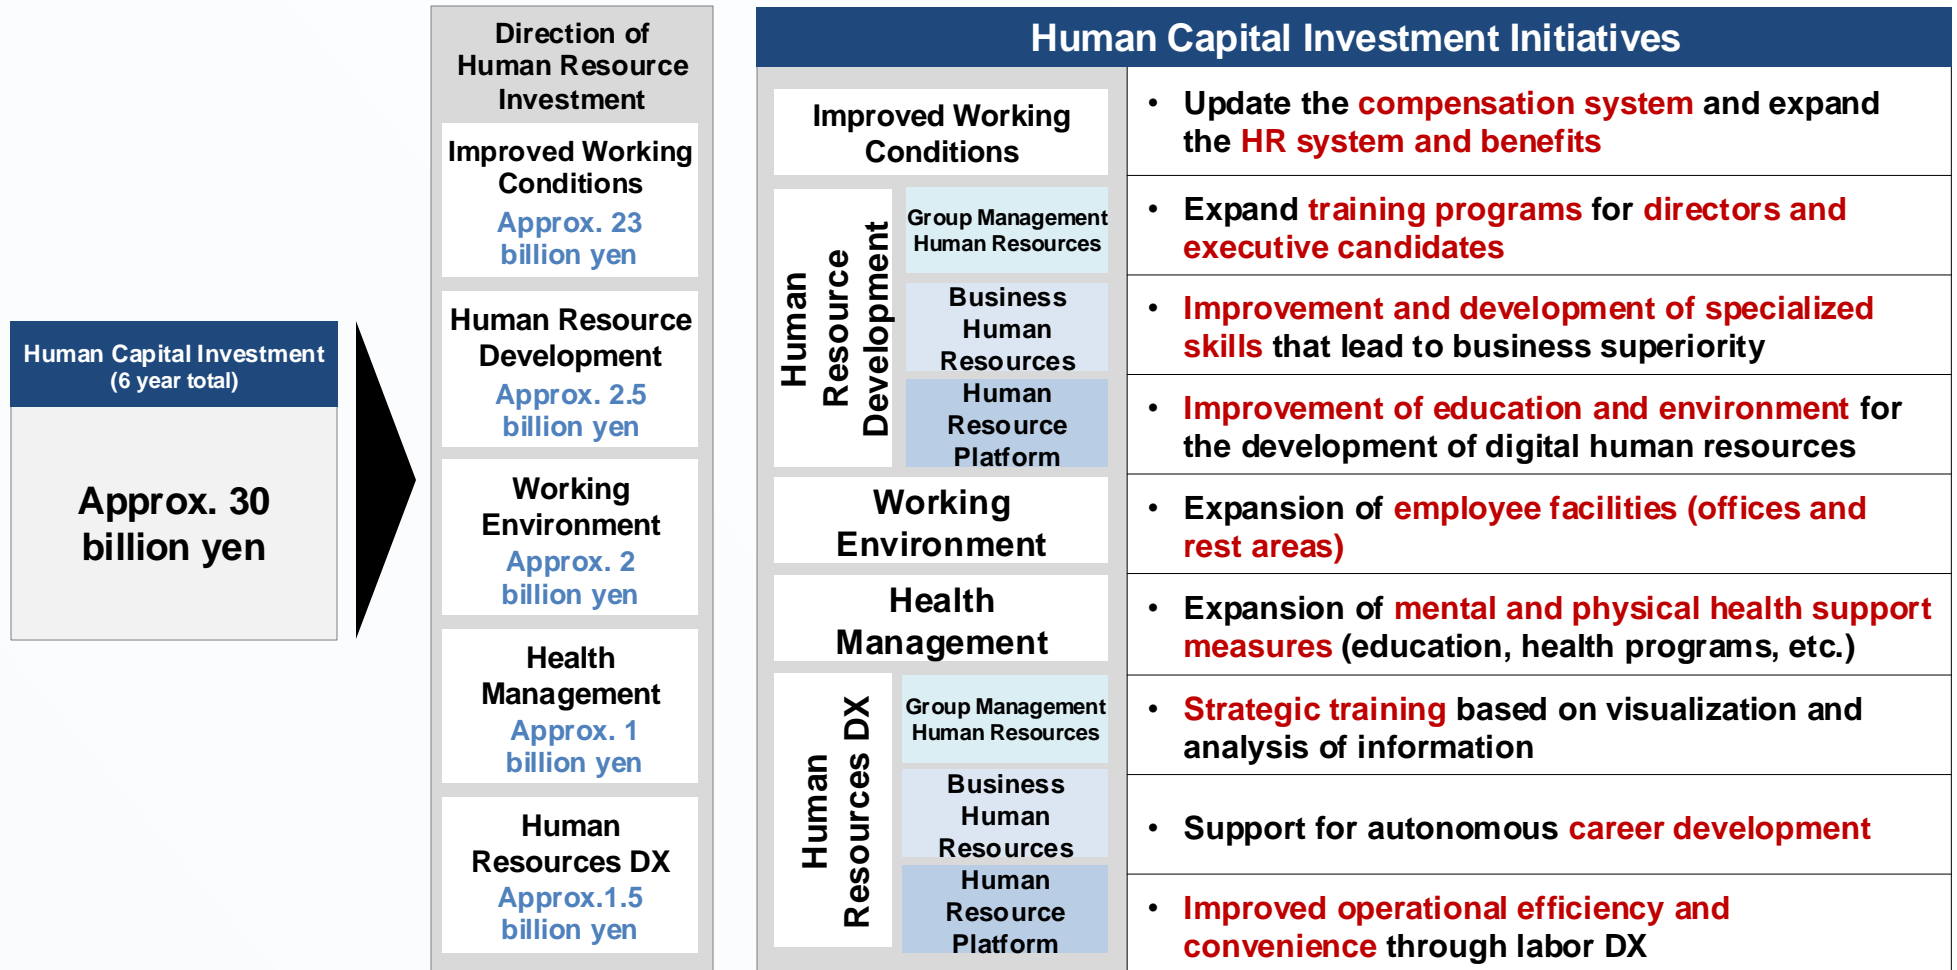 Human Capital Investment
(6 year total)
Approx. 30
billion yen
Direction of
Human Resource
Investment
Improved Working
Conditions
Approx. 23
billion yen
Human Resource
Development
Approx. 2.5
billion yen
Working
Environment
Approx. 2
billion yen
Health
Management
Approx. 1
billion yen
Human
Resources DX
Approx.1.5
billion yen
Human Capital Investment Initiatives
Improved Working
Conditions
• Update the compensation system and expand
the HR system and benefits
Human
Resource
Development
Group Management
Human Resources
• Expand training programs for directors and
executive candidates
Business
Human
Resources
• Improvement and development of specialized
skills that lead to business superiority
Human
Resource
Platform
• Improvement of education and environment for
the development of digital human resources
Working
Environment
• Expansion of employee facilities (offices and
rest areas)
Health
Management
• Expansion of mental and physical health support
measures (education, health programs, etc.)
Human
Resources DX
Group Management
Human Resources
• Strategic training based on visualization and
analysis of information
Business
Human
Resources
• Support for autonomous career development
Human
Resource
Platform
• Improved operational efficiency and
convenience through labor DX